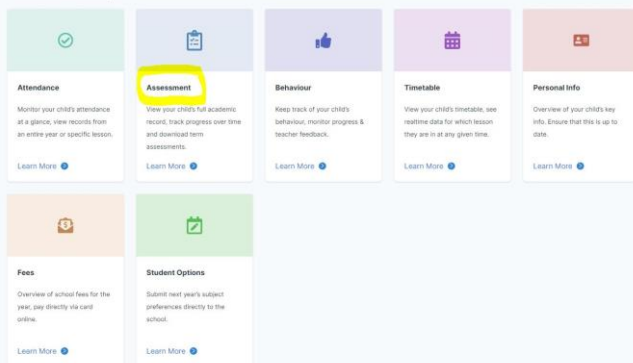 Attendance
Monitor your child's attendance
at a glance, view records from
an entire year or specific lesson.
Learn More
Assessment
View your child's full academic
record, track progress over time
and download term
assessments.
Learn More
Behaviour
Keep track of your child's
behaviour, monitor progress &
teacher feedback.
Learn More
Timetable
View your child's timetable, see
realtime data for which lesson
they are in at any given time.
Learn More
Personal Info
Overview of your child's key
info. Ensure that this is up to
date.
Learn More
Fees
Overview of school fees for the
year, pay directly via card
online.
Learn More
Student Options
Submit next year's subject
preferences directly to the
school.
Learn More